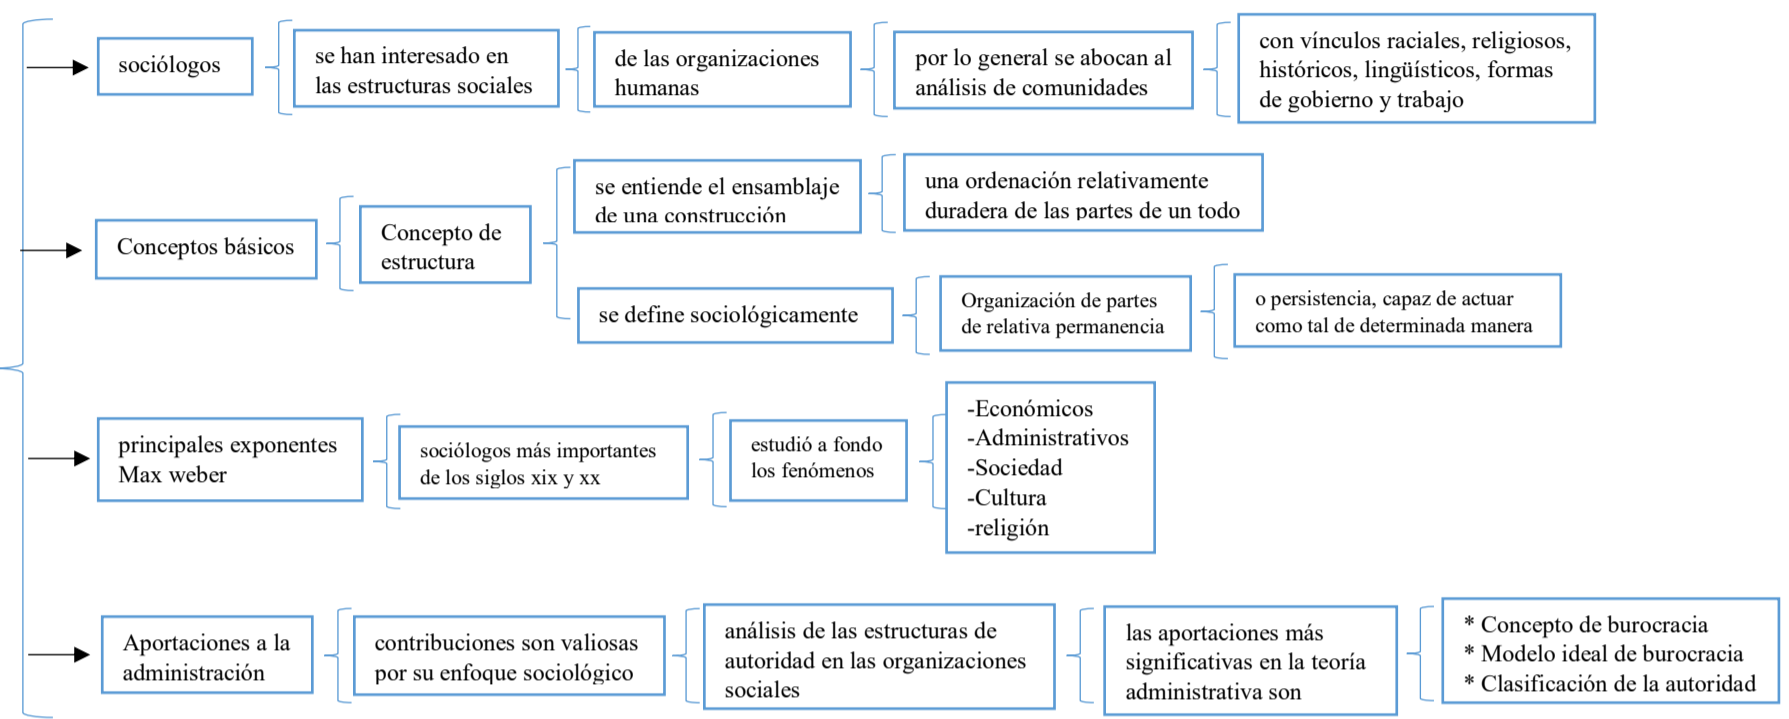 sociólogos
se han interesado en
las estructuras sociales
de las organizaciones
humanas
por lo general se abocan al
análisis de comunidades
con vínculos raciales, religiosos,
históricos, lingüísticos, formas
de gobierno y trabajo
Conceptos básicos
Concepto de
estructura
se entiende el ensamblaje
de una construcción
una ordenación relativamente
duradera de las partes de un todo
se define sociológicamente
Organización de partes
de relativa permanencia
o persistencia, capaz de actuar
como tal de determinada manera
principales exponentes
Max weber
sociólogos más importantes
de los siglos xix y xx
estudió a fondo
los fenómenos
-Económicos
-Administrativos
-Sociedad
-Cultura
-religión
Aportaciones a la
administración
contribuciones son valiosas
por su enfoque sociológico
análisis de las estructuras de
autoridad en las organizaciones
sociales
las aportaciones más
significativas en la teoría
administrativa son
* Concepto de burocracia
* Modelo ideal de burocracia
* Clasificación de la autoridad